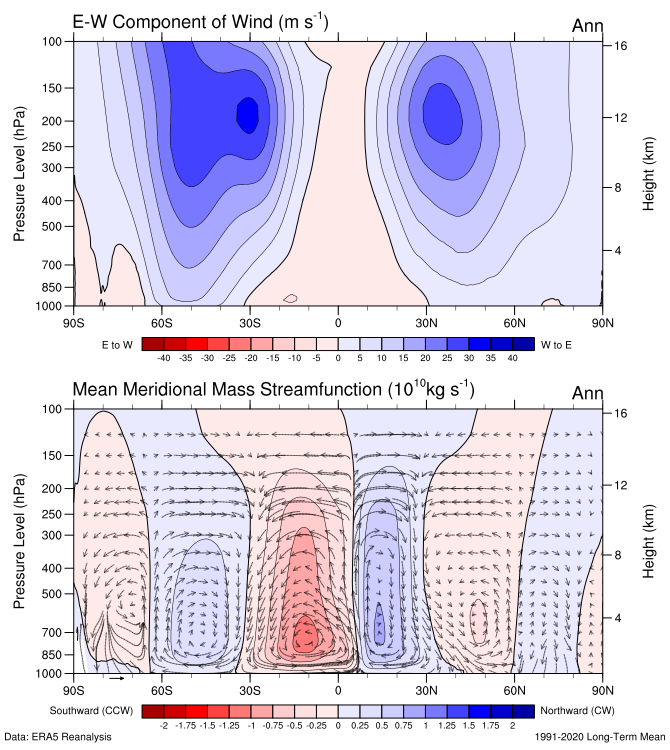 E-W Component of Wind (m s⁻¹) Ann
100 16
150
200 12
250
300 8
400
500 4
700
850
1000
Pressure Level (hPa)
Height (km)
90S 60S 30S 0 30N 60N 90N
E to W -40 -35 -30 -25 -20 -15 -10 -5 0 5 10 15 20 25 30 35 40 W to E
Mean Meridional Mass Streamfunction (10¹⁰kg s⁻¹) Ann
100 16
150
200 12
250
300 8
400
500 4
700
850
1000
Pressure Level (hPa)
Height (km)
90S 60S 30S 0 30N 60N 90N
Southward (CCW) -2 -1.75 -1.5 -1.25 -1 -0.75 -0.5 -0.25 0 0.25 0.5 0.75 1 1.25 1.5 1.75 2 Northward (CW)
Data: ERA5 Reanalysis 1991-2020 Long-Term Mean